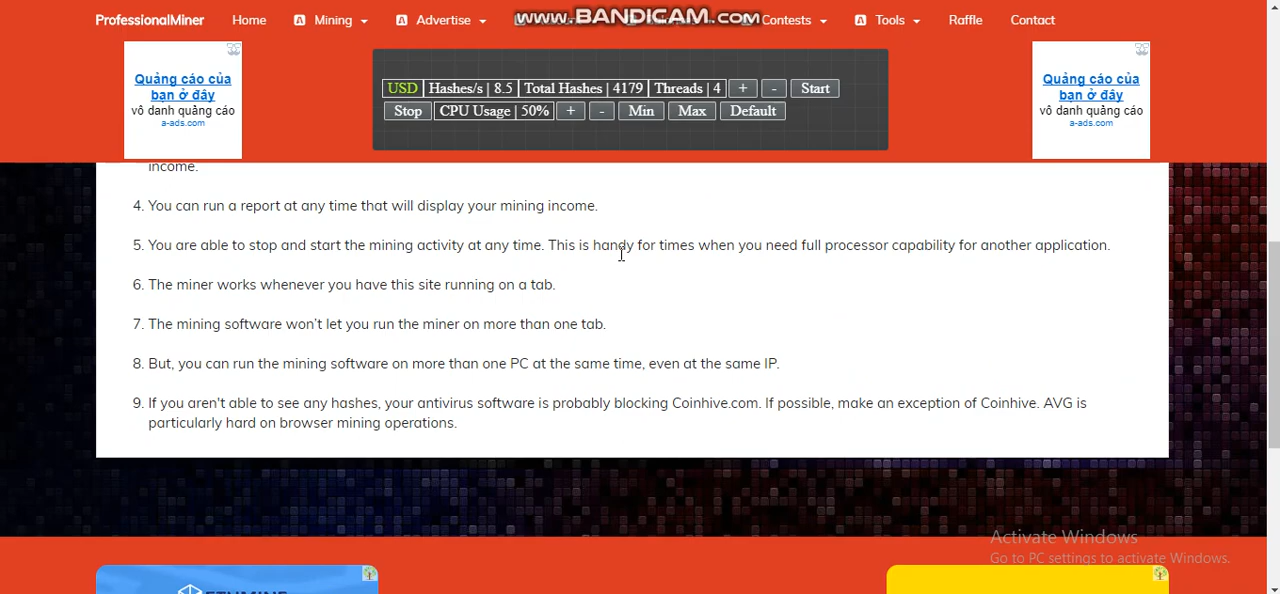 ProfessionalMiner Home Mining Advertise Contests Tools Raffle Contact
www.BANDICAM.COM
Quảng cáo của
bạn ở đây
vô danh quảng cáo
a-ads.com
USD Hashes/s | 8.5 Total Hashes | 4179 Threads | 4 + - Start
Stop CPU Usage | 50% + - Min Max Default
Quảng cáo của
bạn ở đây
vô danh quảng cáo
a-ads.com
income.
4. You can run a report at any time that will display your mining income.
5. You are able to stop and start the mining activity at any time. This is handy for times when you need full processor capability for another application.
6. The miner works whenever you have this site running on a tab.
7. The mining software won’t let you run the miner on more than one tab.
8. But, you can run the mining software on more than one PC at the same time, even at the same IP.
9. If you aren't able to see any hashes, your antivirus software is probably blocking Coinhive.com. If possible, make an exception of Coinhive. AVG is
particularly hard on browser mining operations.
Activate Windows
Go to PC settings to activate Windows.